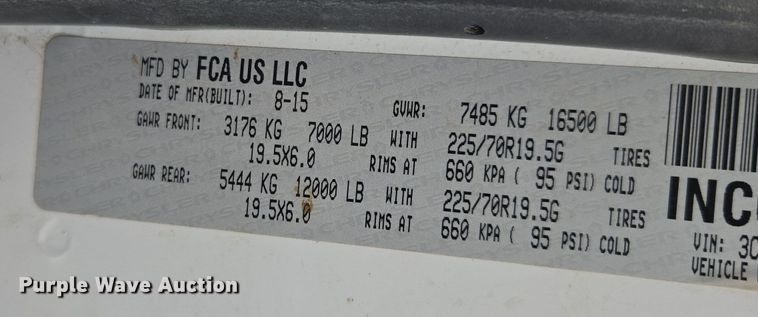 MFD BY FCA US LLC
DATE OF MFR(BUILT): 8-15 GVWR: 7485 KG 16500 LB
GAWR FRONT: 3176 KG 7000 LB WITH 225/70R19.5G TIRES
19.5X6.0 RIMS AT 660 KPA ( 95 PSI) COLD
GAWR REAR: 5444 KG 12000 LB WITH 225/70R19.5G TIRES
19.5X6.0 RIMS AT 660 KPA ( 95 PSI) COLD
INC
VIN: 3C
VEHICLE
Purple Wave Auction